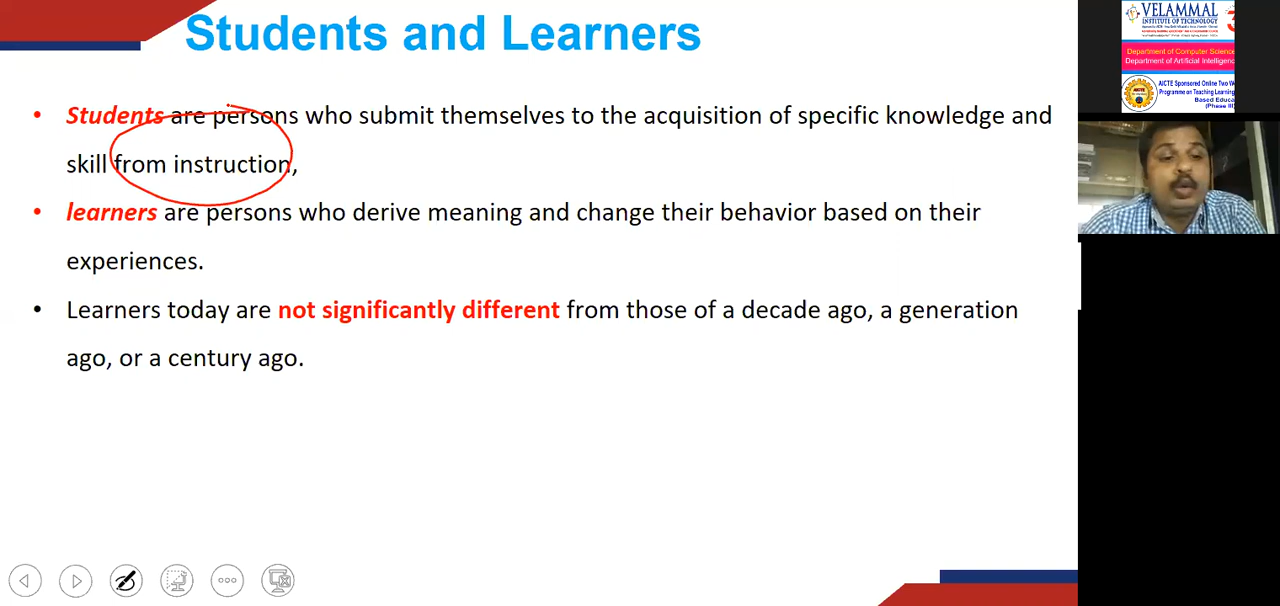 Students and Learners
• Students are persons who submit themselves to the acquisition of specific knowledge and
skill from instruction,
• learners are persons who derive meaning and change their behavior based on their
experiences.
• Learners today are not significantly different from those of a decade ago, a generation
ago, or a century ago.
VELAMMAL
INSTITUTE OF TECHNOLOGY
Department of Computer Science
Department of Artificial Intelligenc
AICTE Sponsored Online Two W
Programme on Teaching Learning
Based Educa
(Phase II